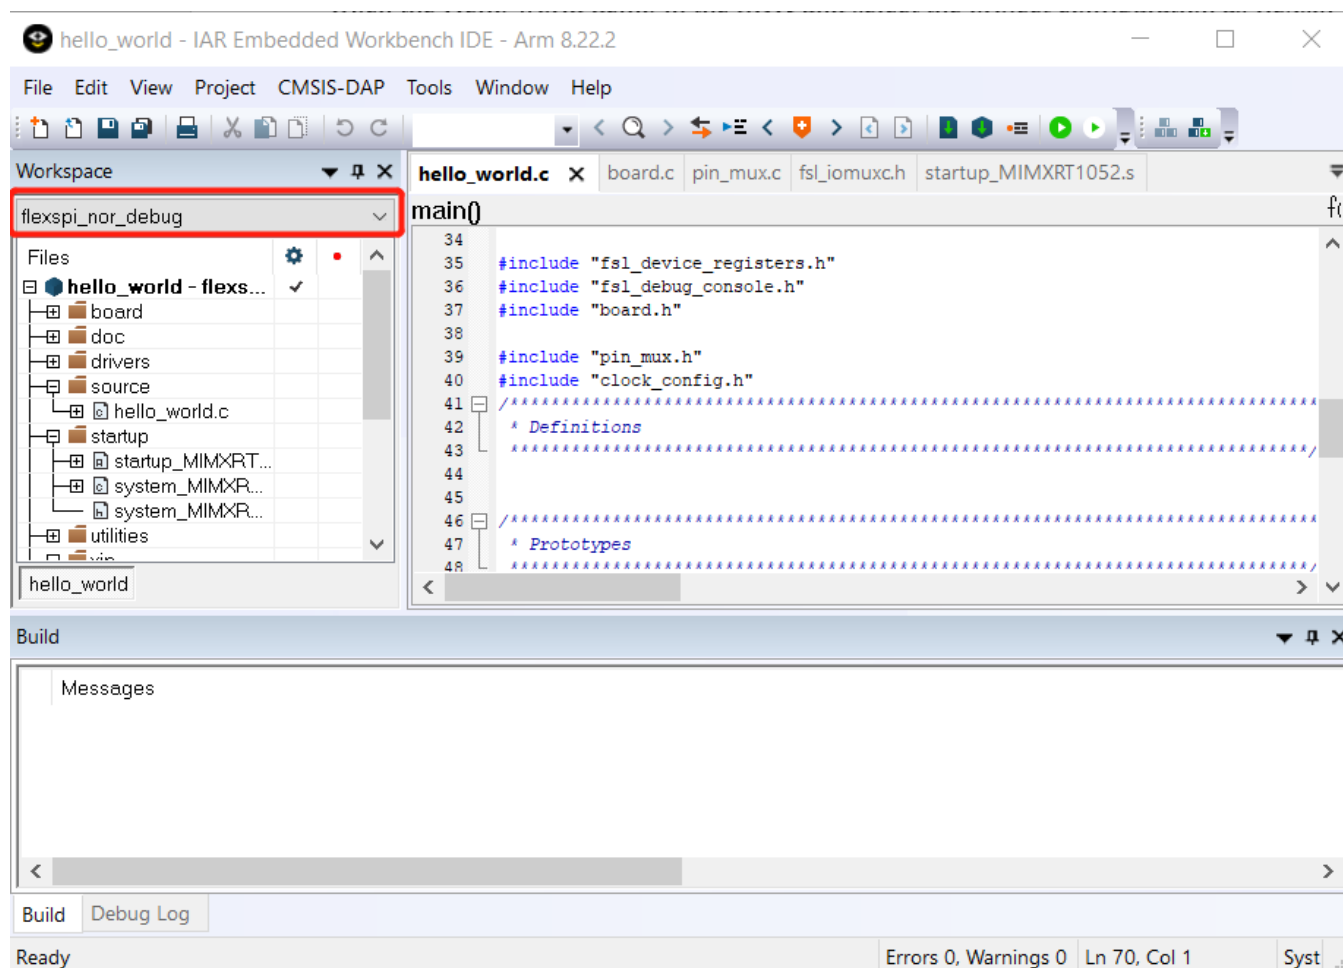 hello_world - IAR Embedded Workbench IDE - Arm 8.22.2
File Edit View Project CMSIS-DAP Tools Window Help
Workspace
hello_world.c board.c pin_mux.c fsl_iomuxc.h startup_MIMXRT1052.s
flexspi_nor_debug
main()
Files
hello_world - flexs...
board
doc
drivers
source
hello_world.c
startup
startup_MIMXRT...
system_MIMXR...
system_MIMXR...
utilities
xip
hello_world
34
35 #include "fsl_device_registers.h"
36 #include "fsl_debug_console.h"
37 #include "board.h"
38
39 #include "pin_mux.h"
40 #include "clock_config.h"
41 /*******************************************************************************
42 * Definitions
43 ******************************************************************************/
44
45
46 /*******************************************************************************
47 * Prototypes
48 ******************************************************************************/
Build
Messages
Build Debug Log
Ready
Errors 0, Warnings 0 Ln 70, Col 1 Syst